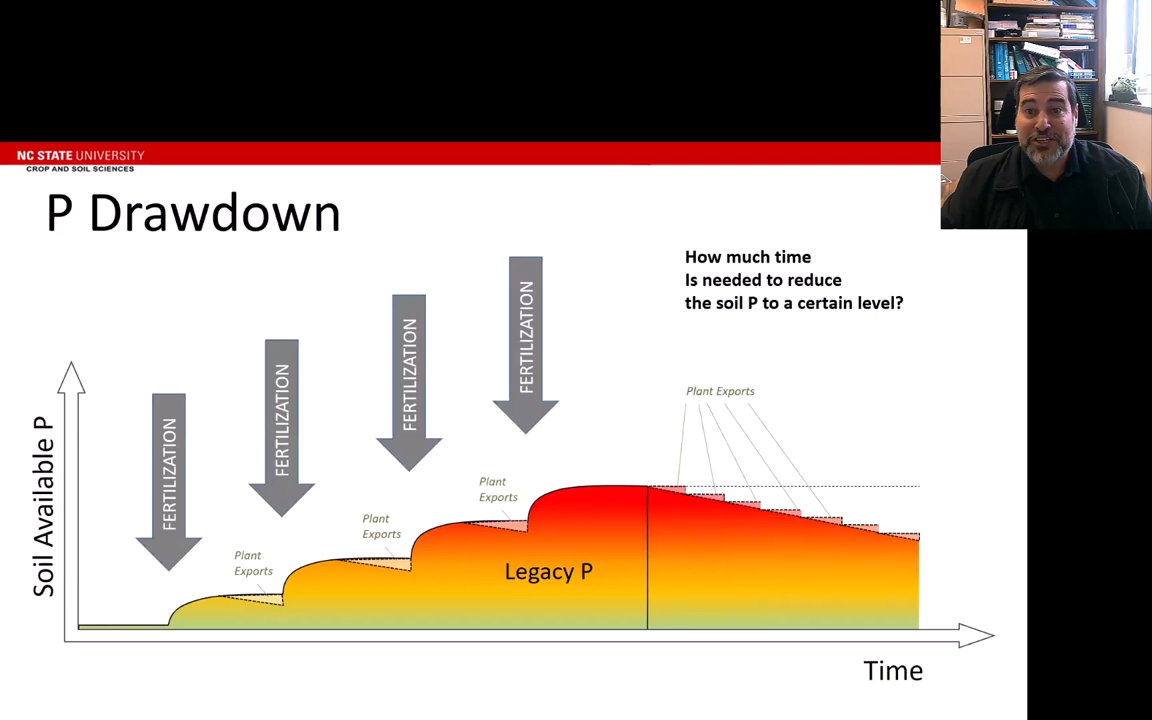 NC STATE UNIVERSITY
CROP AND SOIL SCIENCES
P Drawdown
How much time
Is needed to reduce
the soil P to a certain level?
FERTILIZATION
FERTILIZATION
FERTILIZATION
FERTILIZATION
Soil Available P
Plant
Exports
Plant
Exports
Plant
Exports
Plant Exports
Legacy P
Time